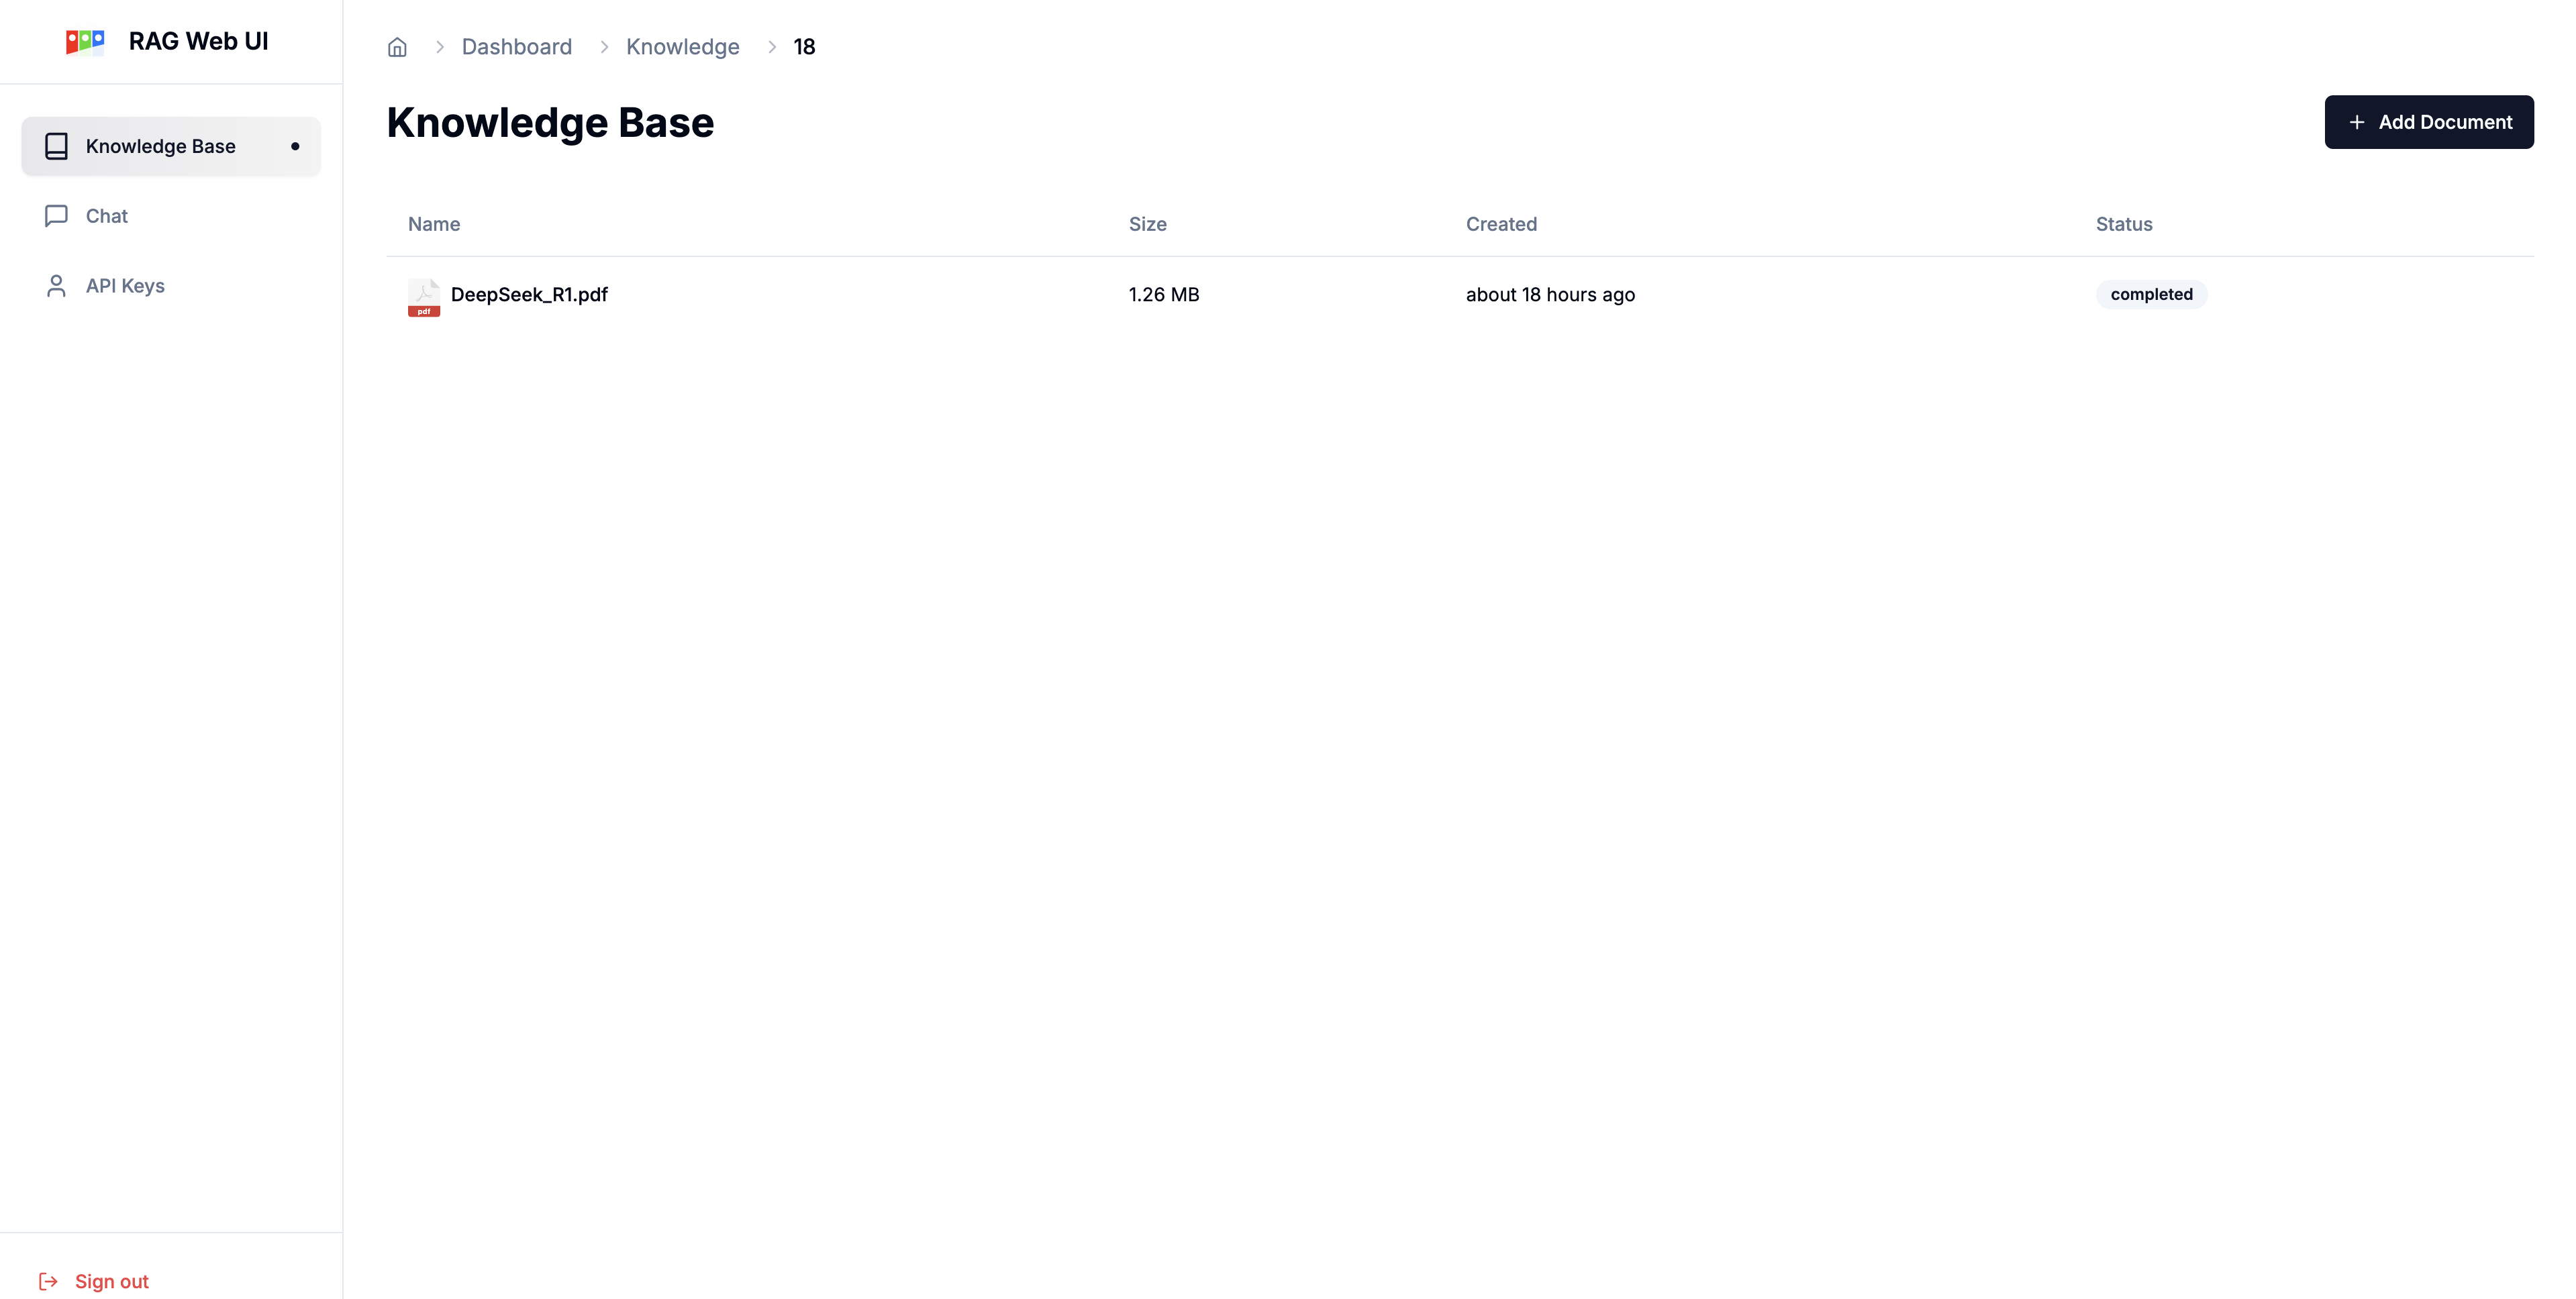 RAG Web UI
Dashboard
Knowledge
18
Knowledge Base
Chat
API Keys
Sign out
Knowledge Base
Add Document
Name Size Created Status
pdf
DeepSeek_R1.pdf 1.26 MB about 18 hours ago completed